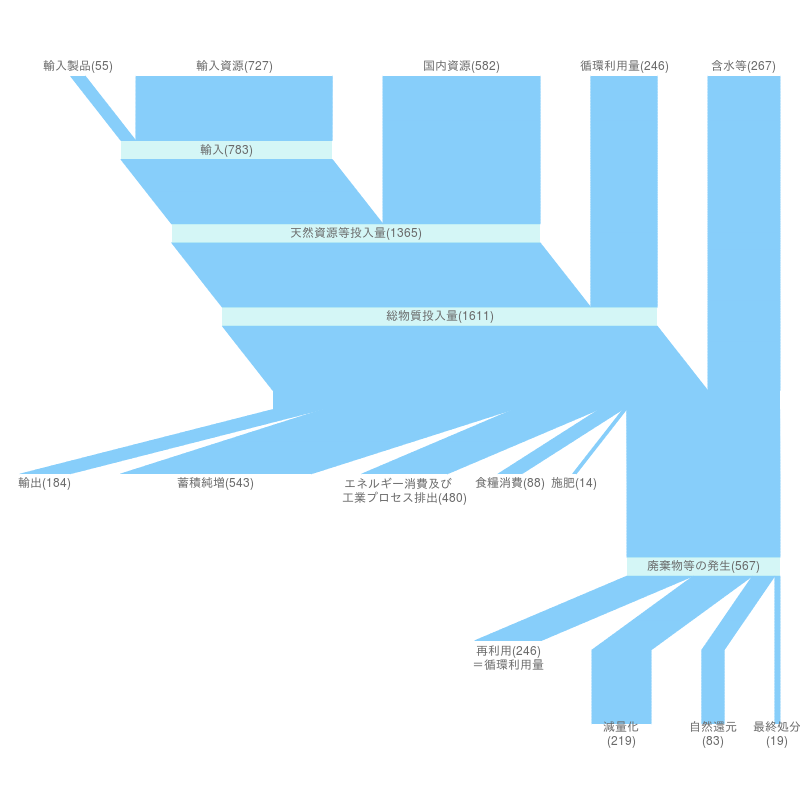 輸入製品(55)
輸入資源(727)
国内資源(582)
循環利用量(246)
含水等(267)
輸入(783)
天然資源等投入量(1365)
総物質投入量(1611)
輸出(184)
蓄積純増(543)
エネルギー消費及び
工業プロセス排出(480)
食糧消費(88)
施肥(14)
廃棄物等の発生(567)
再利用(246)
＝循環利用量
減量化
(219)
自然還元
(83)
最終処分
(19)